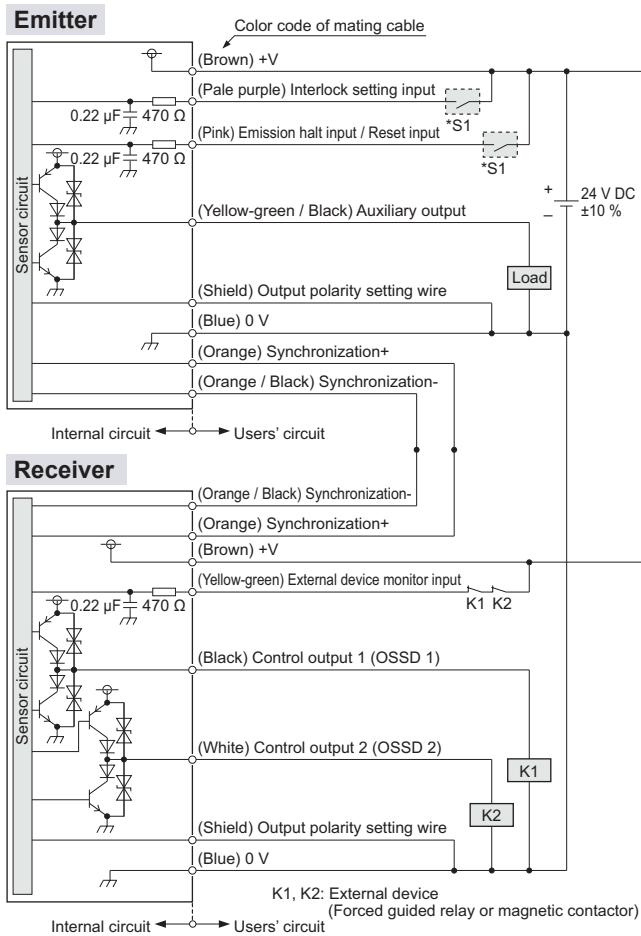 Emitter
Color code of mating cable
(Brown) +V
(Pale purple) Interlock setting input
0.22 µF
470 Ω
*S1
(Pink) Emission halt input / Reset input
0.22 µF
470 Ω
*S1
Sensor circuit
(Yellow-green / Black) Auxiliary output
+
–
24 V DC
±10 %
Load
(Shield) Output polarity setting wire
(Blue) 0 V
(Orange) Synchronization+
(Orange / Black) Synchronization-
Internal circuit
Users' circuit
Receiver
(Orange / Black) Synchronization-
(Orange) Synchronization+
(Brown) +V
(Yellow-green) External device monitor input
0.22 µF
470 Ω
K1 K2
Sensor circuit
(Black) Control output 1 (OSSD 1)
(White) Control output 2 (OSSD 2)
K1
K2
(Shield) Output polarity setting wire
(Blue) 0 V
K1, K2: External device
(Forced guided relay or magnetic contactor)
Internal circuit
Users' circuit